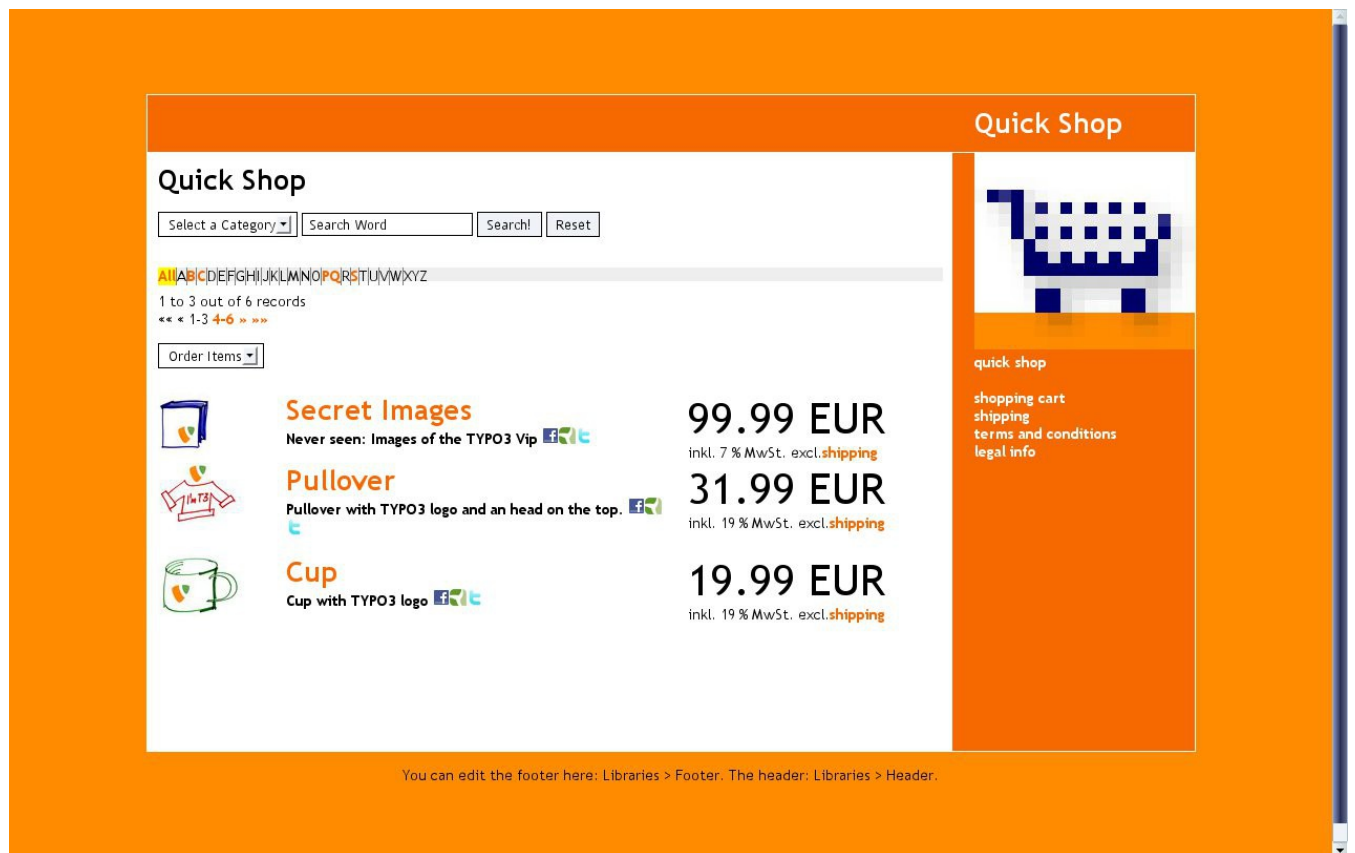 Quick Shop
Quick Shop
Select a Category Search Word Search! Reset
All|A|B|C|D|E|F|G|H|I|J|K|L|M|N|O|P|Q|R|S|T|U|V|W|X|Y|Z
1 to 3 out of 6 records
«« « 1-3 4-6 » »»
Order Items
quick shop
shopping cart
shipping
terms and conditions
legal info
Secret Images
Never seen: Images of the TYPO3 Vip
99.99 EUR
inkl. 7 % MwSt. excl.shipping
Pullover
Pullover with TYPO3 logo and an head on the top.
31.99 EUR
inkl. 19 % MwSt. excl.shipping
I'm T3
Cup
Cup with TYPO3 logo
19.99 EUR
inkl. 19 % MwSt. excl.shipping
You can edit the footer here: Libraries > Footer. The header: Libraries > Header.